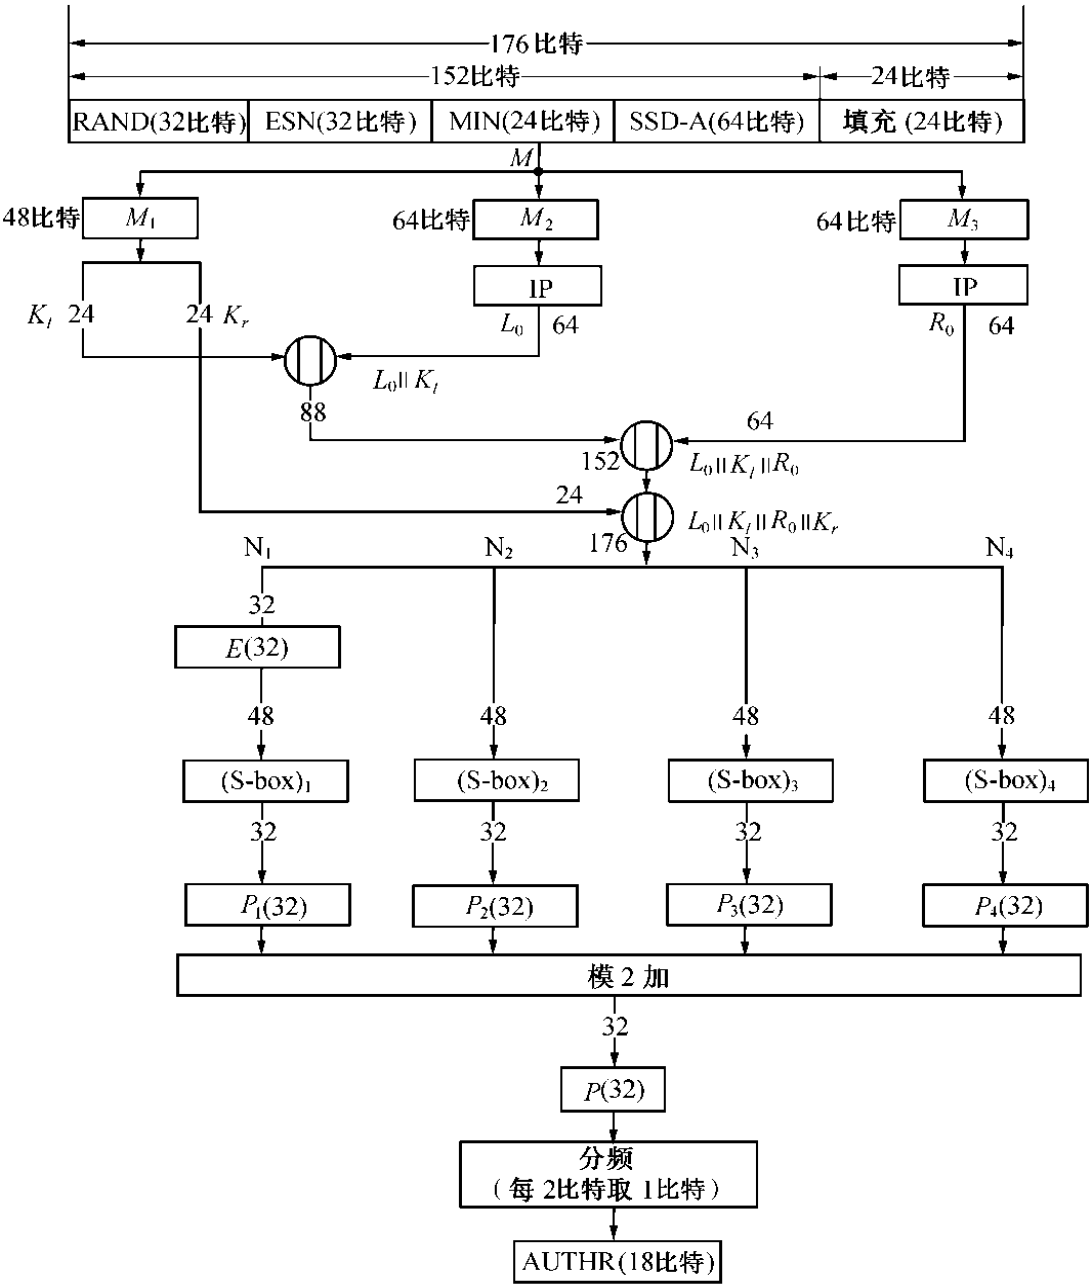 176比特
152比特
24比特
RAND(32比特)
ESN(32比特)
MIN(24比特)
SSD-A(64比特)
填充 (24比特)
M
48比特
M₁
64比特
M₂
64比特
M₃
IP
IP
Kₗ 24
24 Kᵣ
L₀ 64
R₀ 64
L₀||Kₗ
88
64
152
L₀||Kₗ||R₀
24
L₀||Kₗ||R₀||Kᵣ
176
N₁
N₂
N₃
N₄
32
E(32)
48
48
48
48
(S-box)₁
(S-box)₂
(S-box)₃
(S-box)₄
32
32
32
32
P₁(32)
P₂(32)
P₃(32)
P₄(32)
模 2 加
32
P(32)
分频
(每 2比特取 1比特)
AUTHR(18比特)